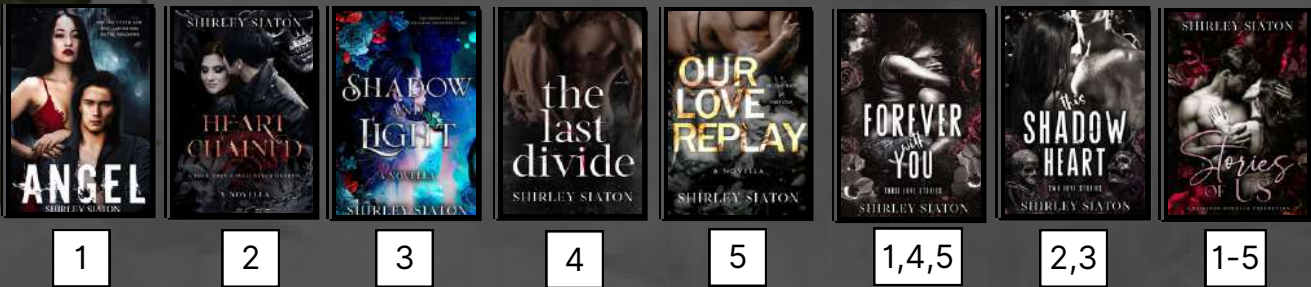 ANGEL
SHIRLEY SIATON
1
SHIRLEY SIATON
HEART
CHAINED
A NOVELLA
2
SHADOW
AND
LIGHT
A NOVELLA
SHIRLEY SIATON
3
the
last
divide
SHIRLEY SIATON
4
OUR
LOVE
REPLAY
A NOVELLA
SHIRLEY SIATON
5
FOREVER
with
YOU
THREE LOVE STORIES
SHIRLEY SIATON
1,4,5
this
SHADOW
HEART
TWO LOVE STORIES
SHIRLEY SIATON
2,3
SHIRLEY SIATON
Stories
OF US
1-5